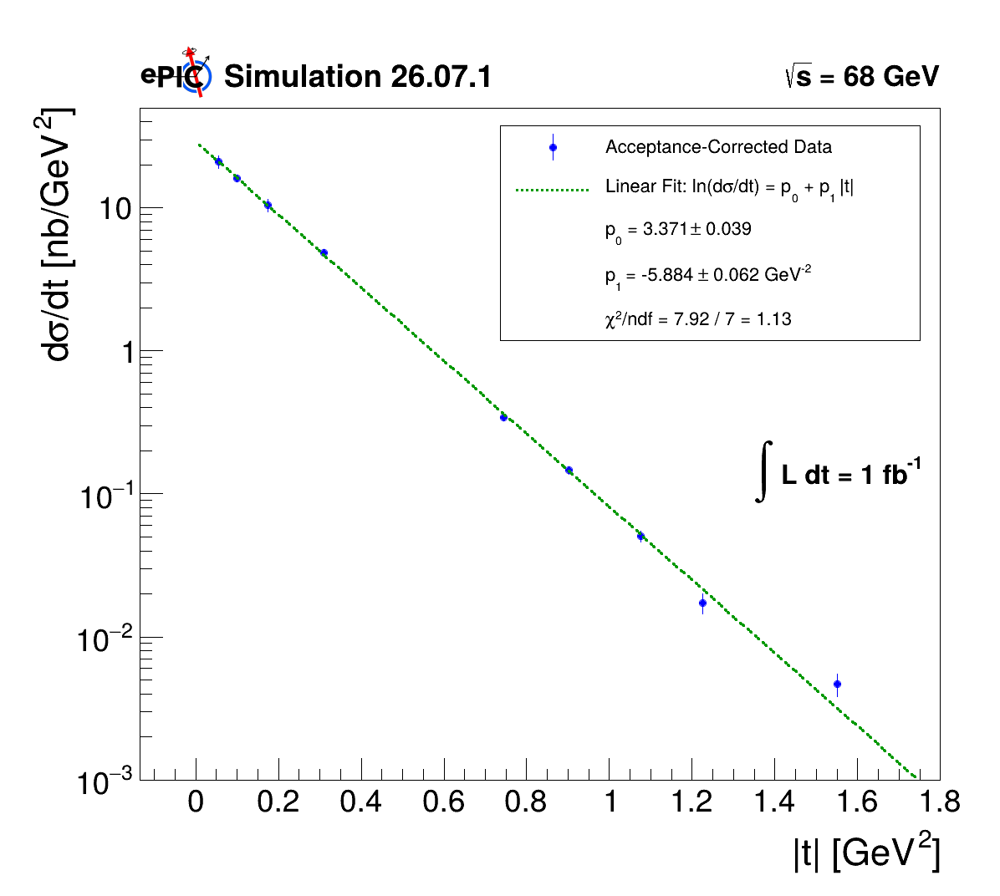 ePIC Simulation 26.07.1
√s = 68 GeV
dσ/dt [nb/GeV²]
Acceptance-Corrected Data
Linear Fit: ln(dσ/dt) = p₀ + p₁ |t|
p₀ = 3.371± 0.039
p₁ = -5.884 ± 0.062 GeV⁻²
χ²/ndf = 7.92 / 7 = 1.13
10
1
10⁻¹
10⁻²
10⁻³
∫ L dt = 1 fb⁻¹
0 0.2 0.4 0.6 0.8 1 1.2 1.4 1.6 1.8
|t| [GeV²]